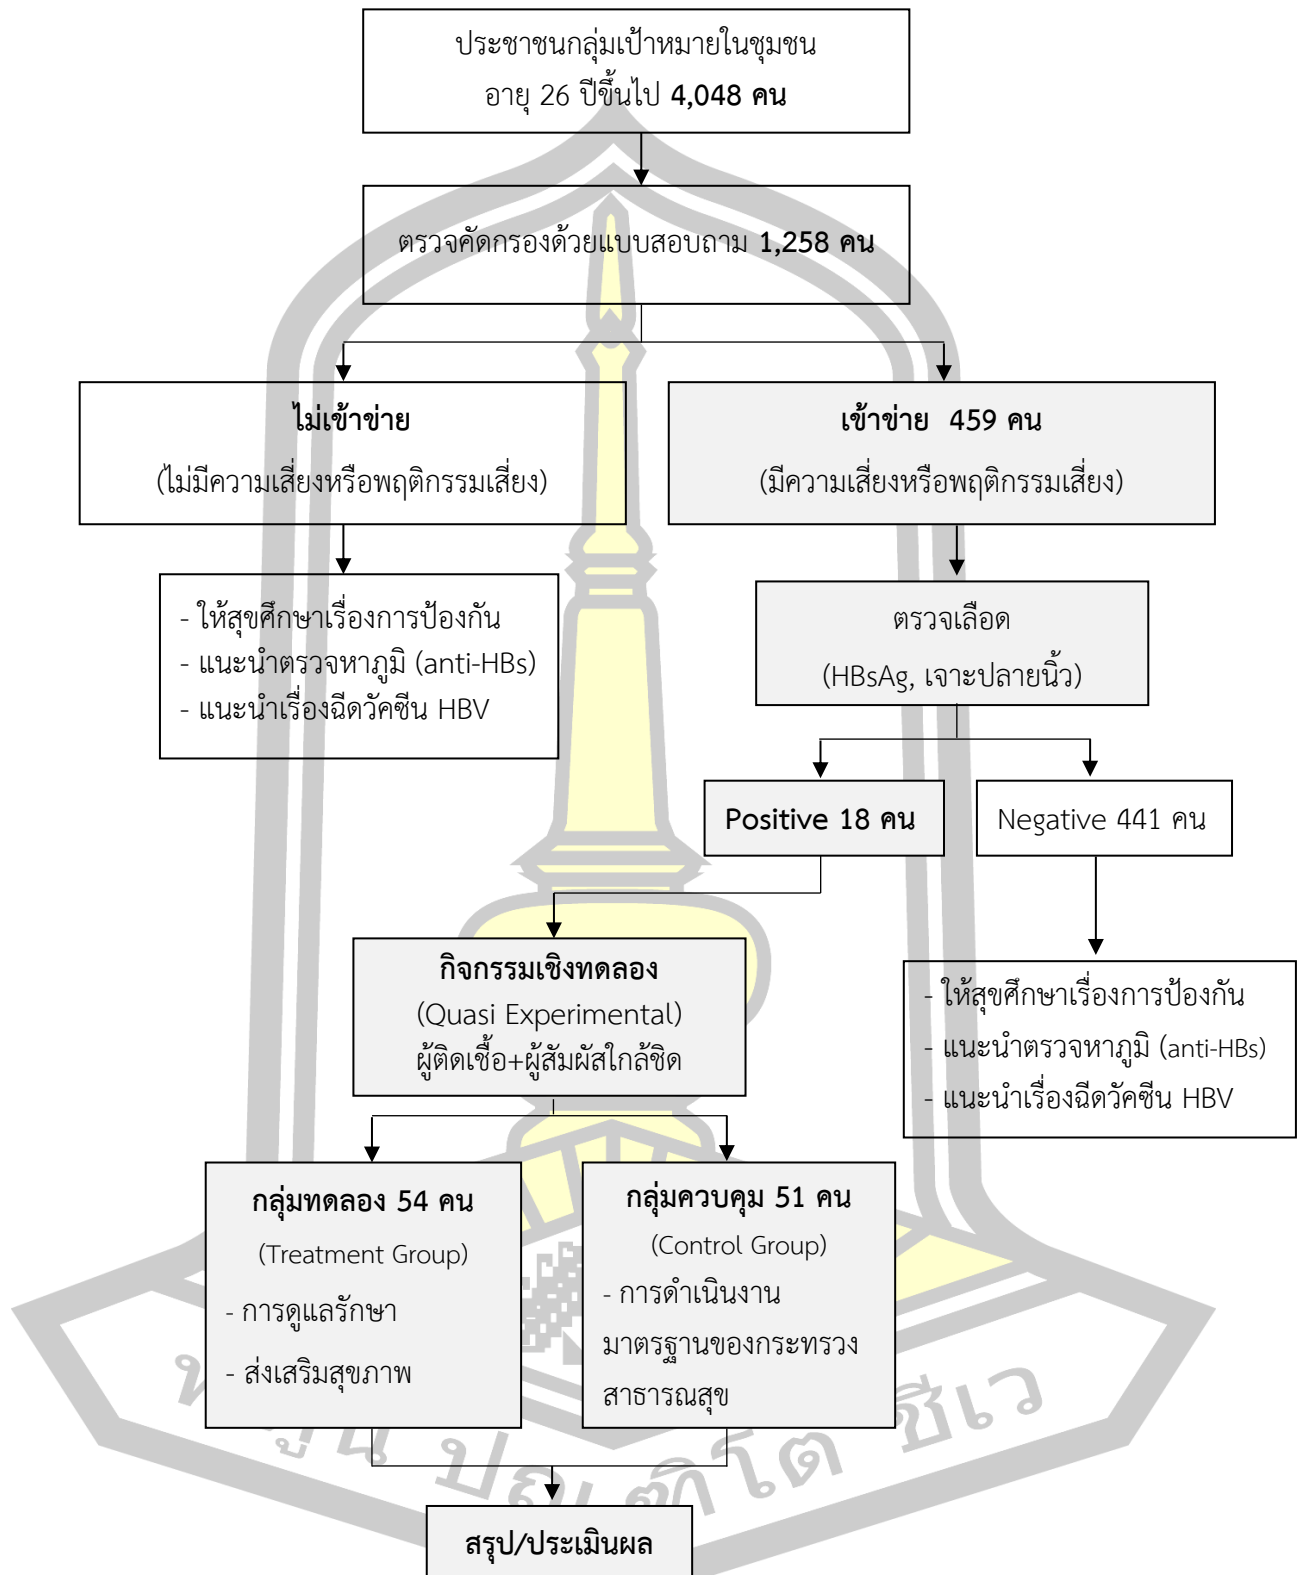 ประชาชนกลุ่มเป้าหมายในชุมชน
อายุ 26 ปีขึ้นไป 4,048 คน
ตรวจคัดกรองด้วยแบบสอบถาม 1,258 คน
ไม่เข้าข่าย
(ไม่มีความเสี่ยงหรือพฤติกรรมเสี่ยง)
เข้าข่าย 459 คน
(มีความเสี่ยงหรือพฤติกรรมเสี่ยง)
- ให้สุขศึกษาเรื่องการป้องกัน
- แนะนำตรวจหาภูมิ (anti-HBs)
- แนะนำเรื่องฉีดวัคซีน HBV
ตรวจเลือด
(HBsAg, เจาะปลายนิ้ว)
Positive 18 คน
Negative 441 คน
กิจกรรมเชิงทดลอง
(Quasi Experimental)
ผู้ติดเชื้อ+ผู้สัมผัสใกล้ชิด
- ให้สุขศึกษาเรื่องการป้องกัน
- แนะนำตรวจหาภูมิ (anti-HBs)
- แนะนำเรื่องฉีดวัคซีน HBV
กลุ่มทดลอง 54 คน
(Treatment Group)
- การดูแลรักษา
- ส่งเสริมสุขภาพ
กลุ่มควบคุม 51 คน
(Control Group)
- การดำเนินงาน
มาตรฐานของกระทรวง
สาธารณสุข
ปณฺฑิโต ชีเว
สรุป/ประเมินผล